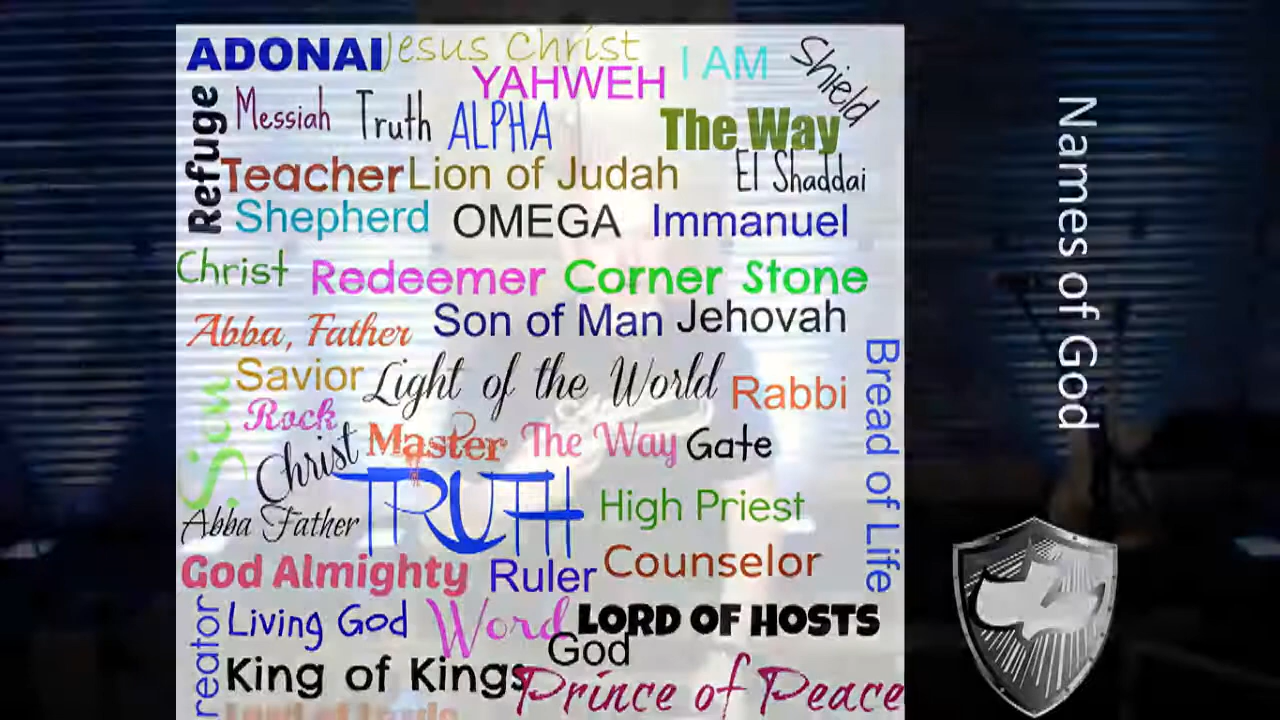 ADONAI Jesus Christ
YAHWEH I AM Shield
Refuge
Messiah Truth ALPHA The Way
Teacher Lion of Judah El Shaddai
Shepherd OMEGA Immanuel
Christ Redeemer Corner Stone
Abba, Father Son of Man Jehovah
Savior Light of the World Rabbi
Bread of Life
Rock
Christ Master The Way Gate
Abba Father TRUTH High Priest
God Almighty Ruler Counselor
Living God Word LORD OF HOSTS
God
King of Kings Prince of Peace
Names of God